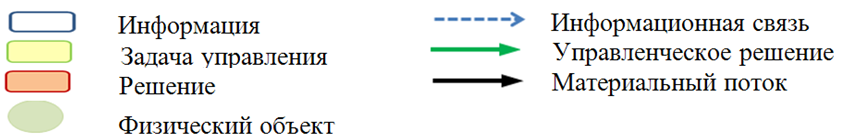 Информация
Задача управления
Решение
Физический объект
Информационная связь
Управленческое решение
Материальный поток